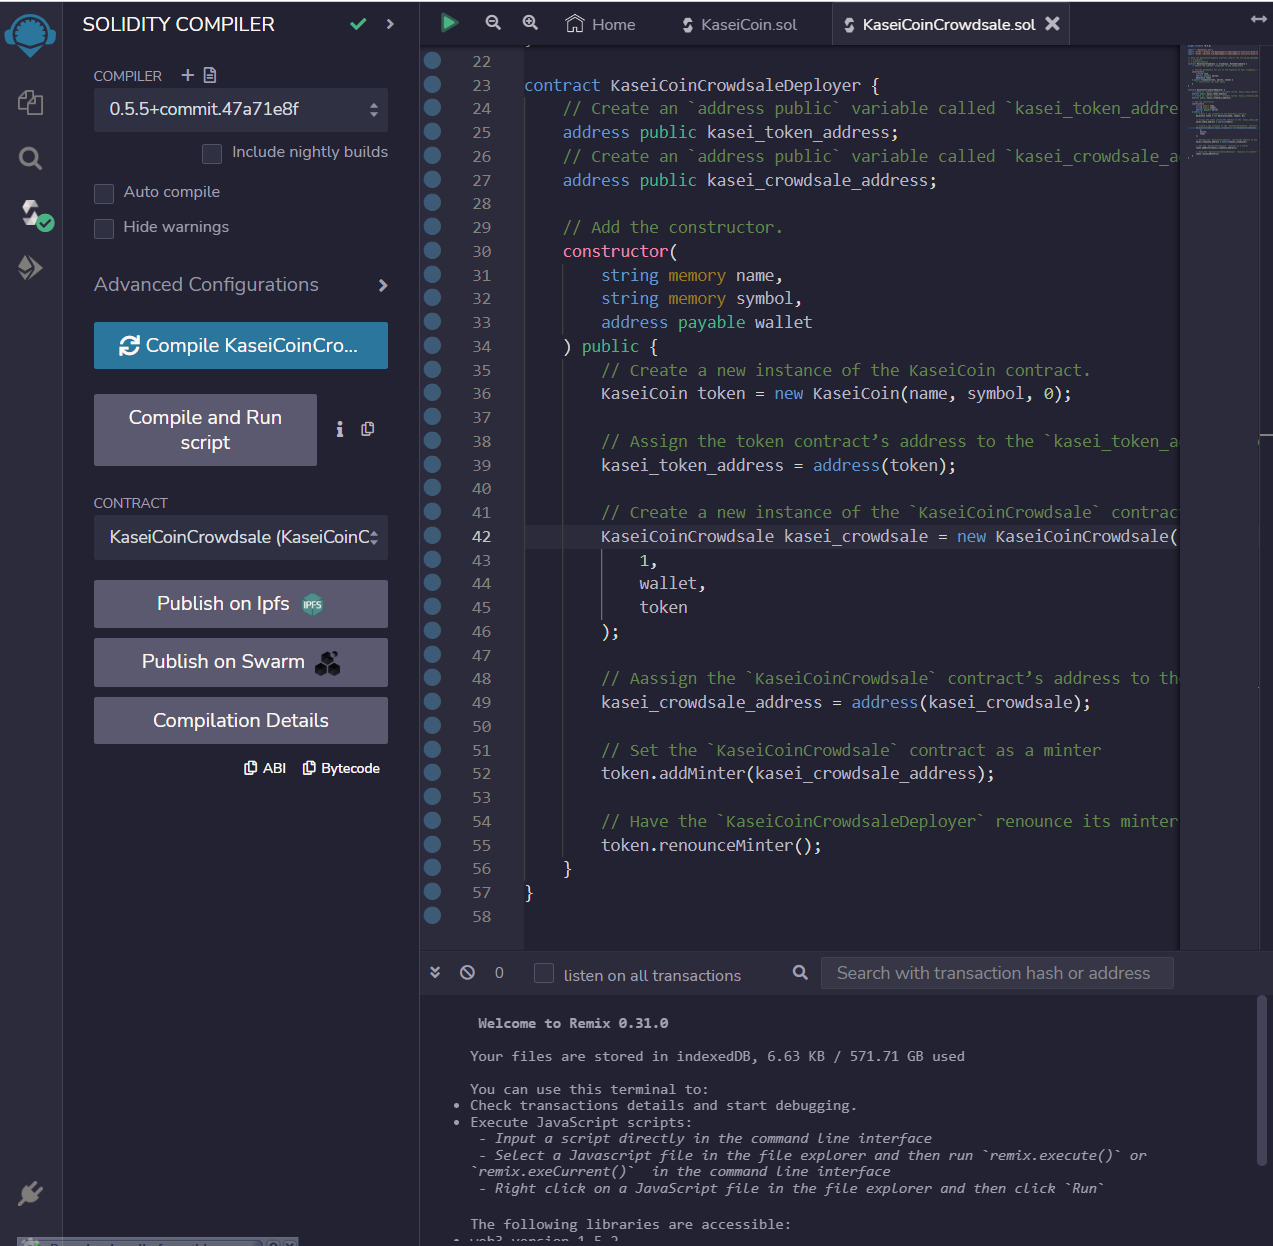 SOLIDITY COMPILER
COMPILER
0.5.5+commit.47a71e8f
Include nightly builds
Auto compile
Hide warnings
Advanced Configurations
Compile KaseiCoinCro...
Compile and Run
script
CONTRACT
KaseiCoinCrowdsale (KaseiCoinC
Publish on Ipfs
IPFS
Publish on Swarm
Compilation Details
ABI
Bytecode
Home
KaseiCoin.sol
KaseiCoinCrowdsale.sol
22
23 contract KaseiCoinCrowdsaleDeployer {
24 // Create an `address public` variable called `kasei_token_addre
25 address public kasei_token_address;
26 // Create an `address public` variable called `kasei_crowdsale_a
27 address public kasei_crowdsale_address;
28
29 // Add the constructor.
30 constructor(
31 string memory name,
32 string memory symbol,
33 address payable wallet
34 ) public {
35 // Create a new instance of the KaseiCoin contract.
36 KaseiCoin token = new KaseiCoin(name, symbol, 0);
37
38 // Assign the token contract’s address to the `kasei_token_a
39 kasei_token_address = address(token);
40
41 // Create a new instance of the `KaseiCoinCrowdsale` contrac
42 KaseiCoinCrowdsale kasei_crowdsale = new KaseiCoinCrowdsale(
43 1,
44 wallet,
45 token
46 );
47
48 // Aassign the `KaseiCoinCrowdsale` contract’s address to th
49 kasei_crowdsale_address = address(kasei_crowdsale);
50
51 // Set the `KaseiCoinCrowdsale` contract as a minter
52 token.addMinter(kasei_crowdsale_address);
53
54 // Have the `KaseiCoinCrowdsaleDeployer` renounce its minter
55 token.renounceMinter();
56 }
57 }
58
0
listen on all transactions
Search with transaction hash or address
Welcome to Remix 0.31.0
Your files are stored in indexedDB, 6.63 KB / 571.71 GB used
You can use this terminal to:
• Check transactions details and start debugging.
• Execute JavaScript scripts:
- Input a script directly in the command line interface
- Select a Javascript file in the file explorer and then run `remix.execute()` or
`remix.exeCurrent()` in the command line interface
- Right click on a JavaScript file in the file explorer and then click `Run`
The following libraries are accessible:
• web3 version 1.5.2